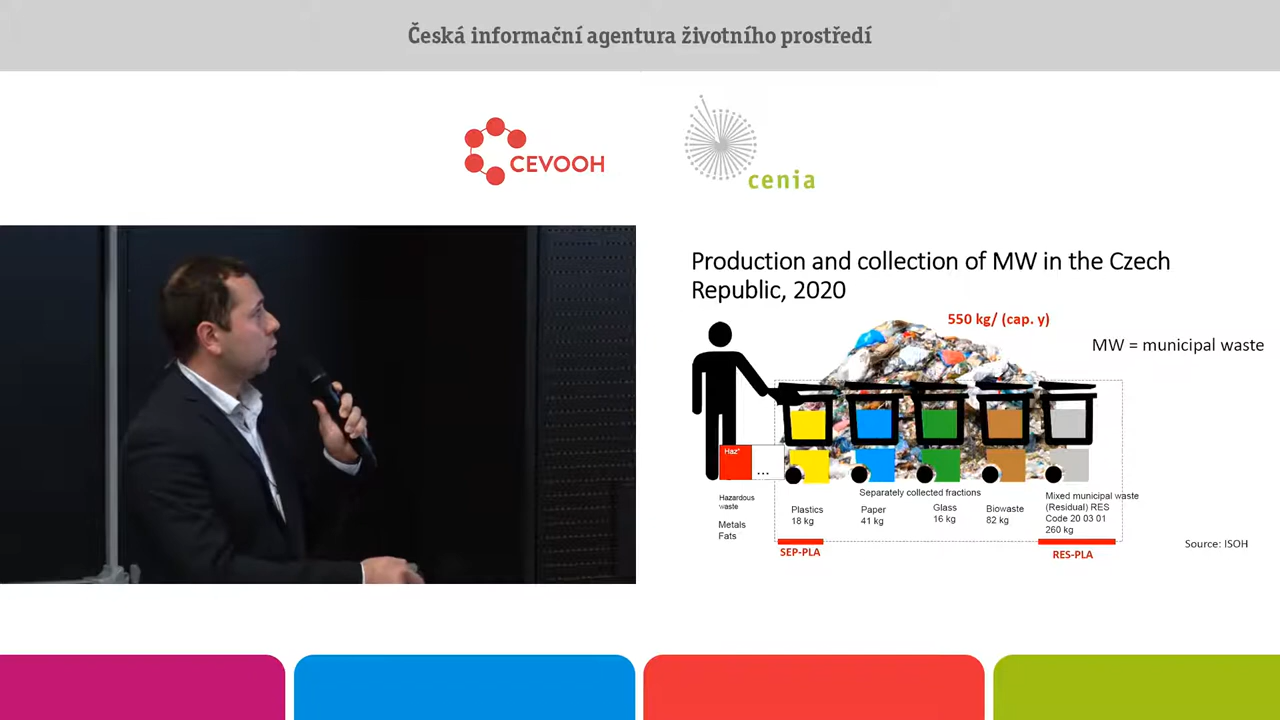 Česká informační agentura životního prostředí
CEVOOH
cenia
Production and collection of MW in the Czech
Republic, 2020
550 kg/ (cap. y)
MW = municipal waste
Haz"
...
Hazardous
waste
Metals
Fats
Separately collected fractions
Plastics
18 kg
Paper
41 kg
Glass
16 kg
Biowaste
82 kg
Mixed municipal waste
(Residual) RES
Code 20 03 01
260 kg
SEP-PLA
RES-PLA
Source: ISOH